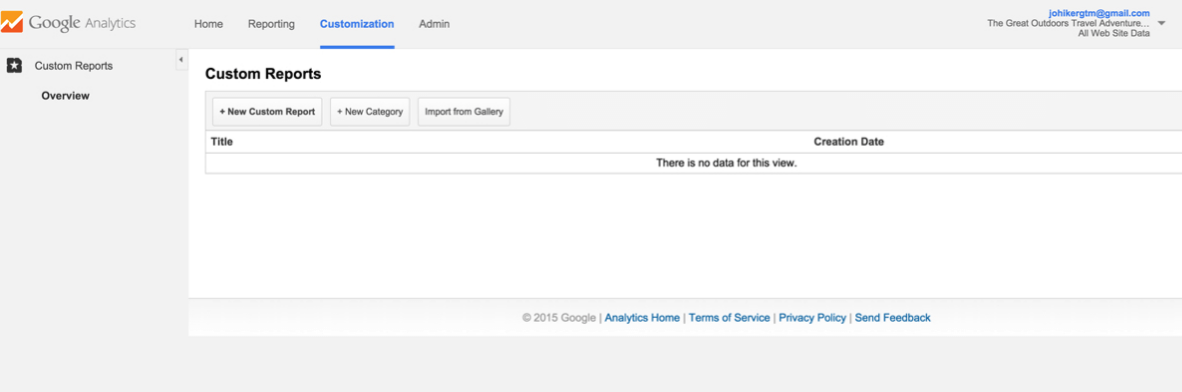 Google Analytics
Home Reporting Customization Admin
johikergtm@gmail.com
The Great Outdoors Travel Adventure...
All Web Site Data
Custom Reports
Overview
Custom Reports
+ New Custom Report + New Category Import from Gallery
Title Creation Date
There is no data for this view.
© 2015 Google | Analytics Home | Terms of Service | Privacy Policy | Send Feedback